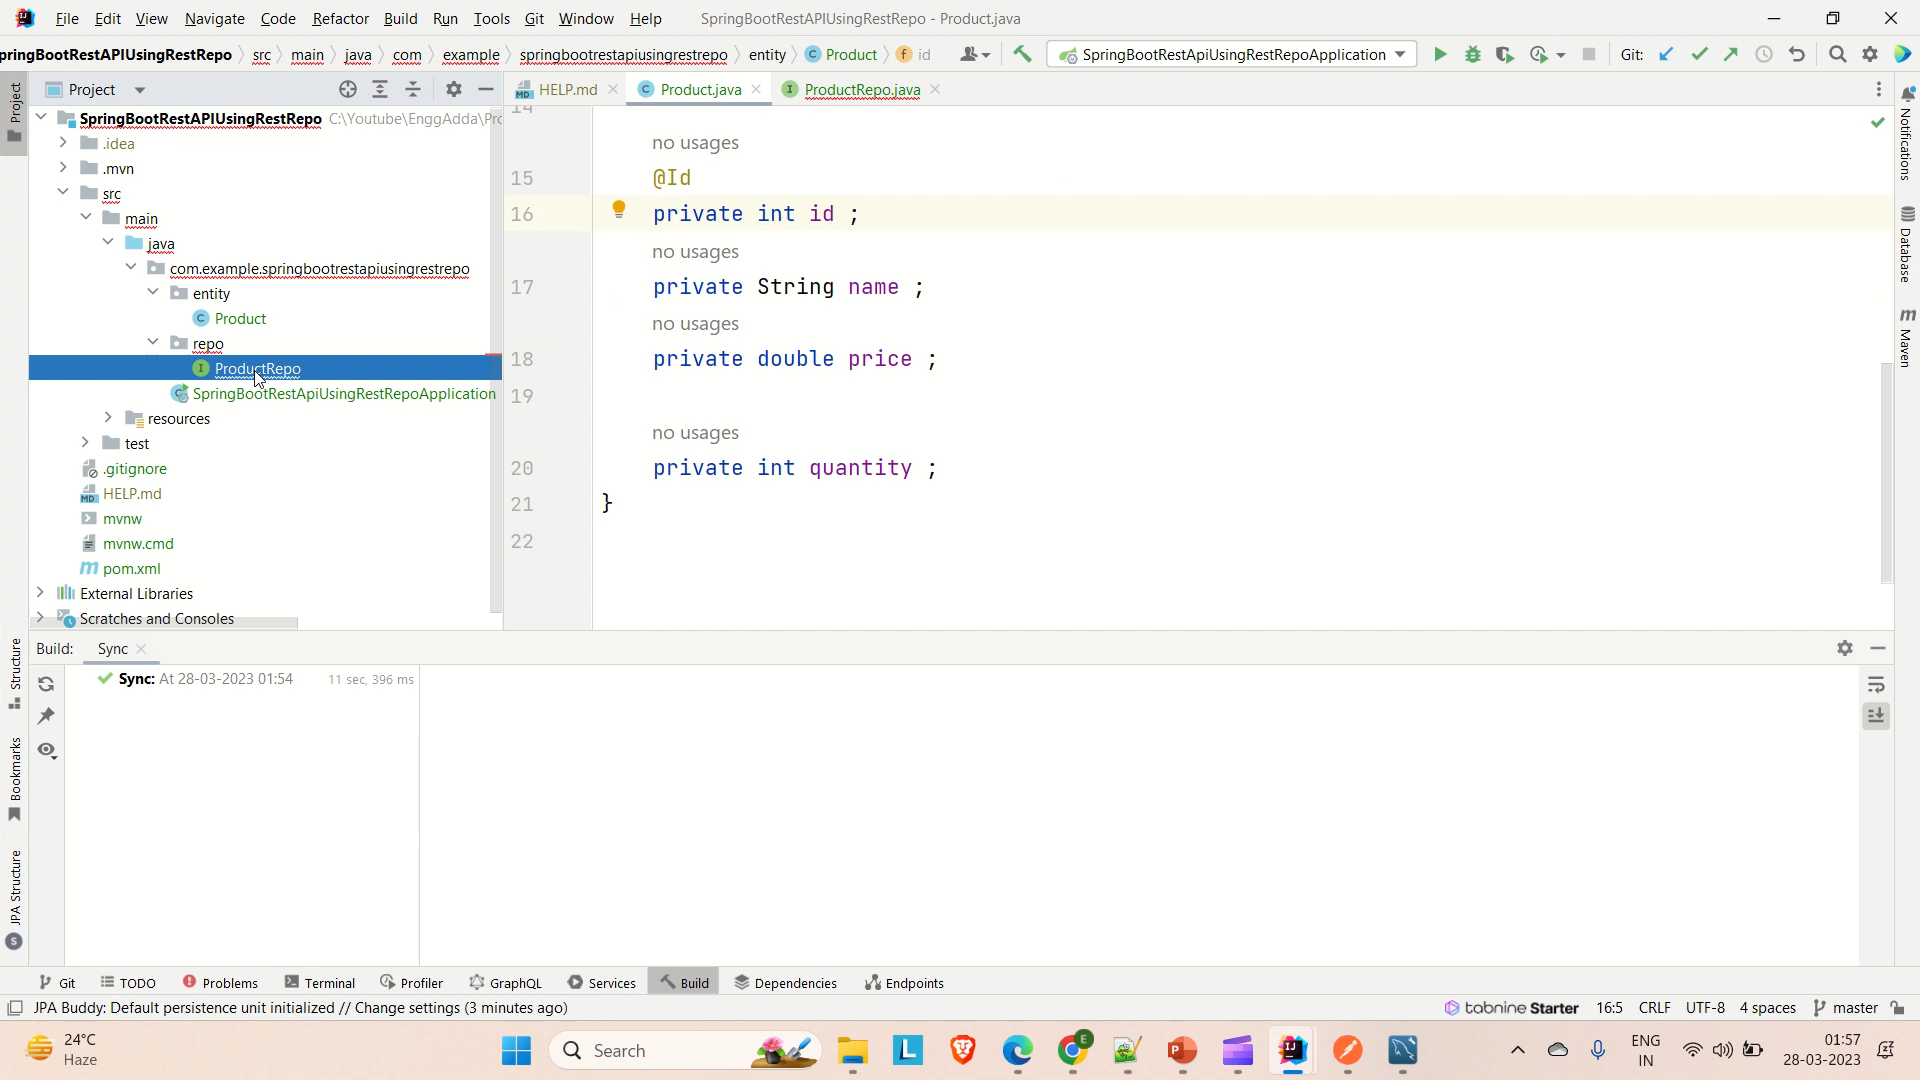 File Edit View Navigate Code Refactor Build Run Tools Git Window Help SpringBootRestAPIUsingRestRepo - Product.java
pringBootRestAPIUsingRestRepo src main java com example springbootrestapiusingrestrepo entity Product id SpringBootRestApiUsingRestRepoApplication Git:
Project HELP.md Product.java ProductRepo.java
Project
Structure
Bookmarks
JPA Structure
SpringBootRestAPIUsingRestRepo C:\Youtube\EnggAdda\Prc
.idea
.mvn
src
main
java
com.example.springbootrestapiusingrestrepo
entity
Product
repo
ProductRepo
SpringBootRestApiUsingRestRepoApplication
resources
test
.gitignore
HELP.md
mvnw
mvnw.cmd
pom.xml
External Libraries
Scratches and Consoles
14
no usages
15 @Id
16 private int id ;
no usages
17 private String name ;
no usages
18 private double price ;
19
no usages
20 private int quantity ;
21 }
22
Notifications
Database
Maven
Build: Sync
Sync: At 28-03-2023 01:54 11 sec, 396 ms
Git TODO Problems Terminal Profiler GraphQL Services Build Dependencies Endpoints
JPA Buddy: Default persistence unit initialized // Change settings (3 minutes ago) tabnine Starter 16:5 CRLF UTF-8 4 spaces master
24°C
Haze
Search
ENG
IN
01:57
28-03-2023